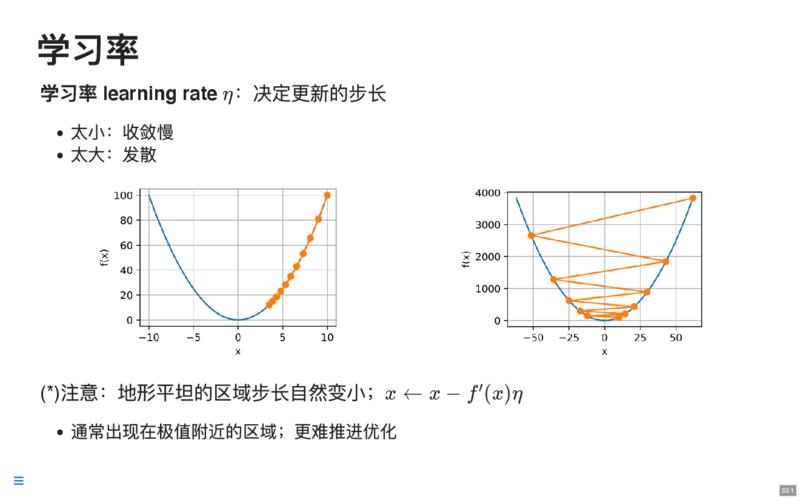 学习率
学习率 learning rate η：决定更新的步长
• 太小：收敛慢
• 太大：发散
100
80
60
40
20
0
f(x)
−10 −5 0 5 10
x
4000
3000
2000
1000
0
f(x)
−50 −25 0 25 50
x
(*)注意：地形平坦的区域步长自然变小；x ← x − f′(x)η
• 通常出现在极值附近的区域；更难推进优化
33.1